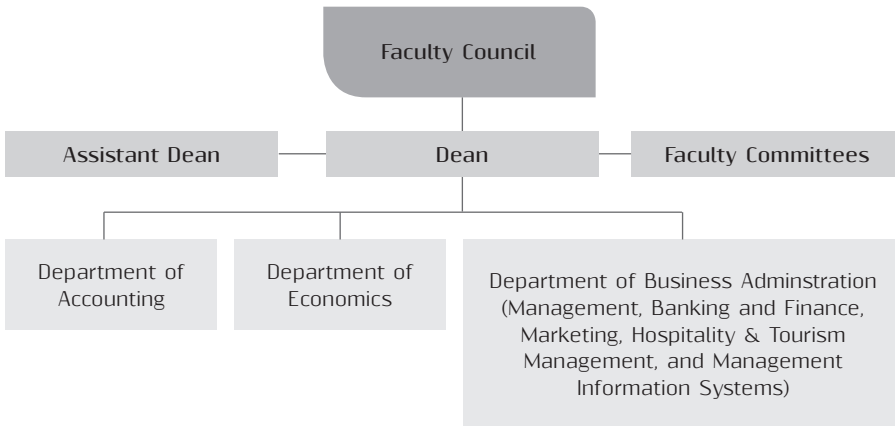 Faculty Council
Assistant Dean
Dean
Faculty Committees
Department of
Accounting
Department of
Economics
Department of Business Adminstration
(Management, Banking and Finance,
Marketing, Hospitality & Tourism
Management, and Management
Information Systems)